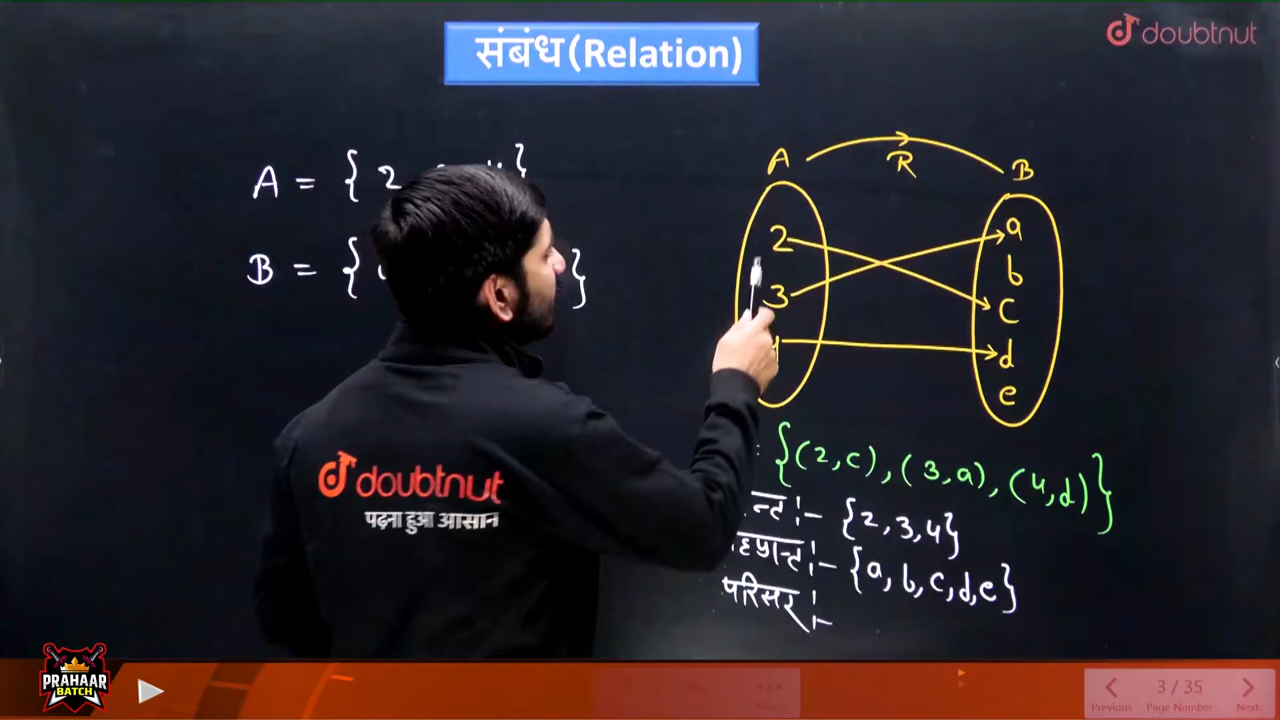 संबंध (Relation)
doubtnut
A = { 2
B = {
}
A R B
2
3
a
b
c
d
e
{(2,c), (3,a), (4,d)}
:- {2,3,4}
:- {a, b, c, d, e}
परिसर :-
doubtnut
पढ़ना हुआ आसान
PRAHAAR
BATCH
3 / 35
Previous Page Number Next